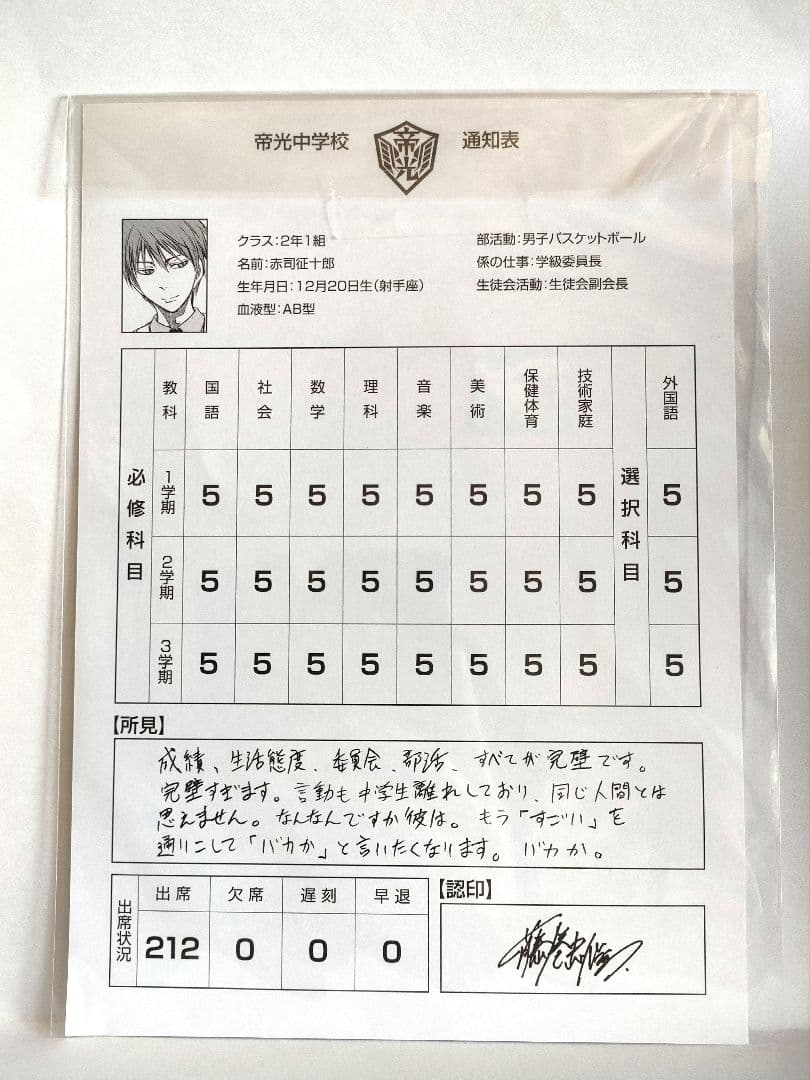 帝光中学校 帝光 通知表
クラス:2年1組
名前:赤司征十郎
生年月日:12月20日生(射手座)
血液型:AB型
部活動:男子バスケットボール
係の仕事:学級委員長
生徒会活動:生徒会副会長
必修科目 教科 国語 社会 数学 理科 音楽 美術 保健体育 技術家庭 選択科目 外国語
1学期 5 5 5 5 5 5 5 5 5
2学期 5 5 5 5 5 5 5 5 5
3学期 5 5 5 5 5 5 5 5 5
【所見】
成績、生活態度、委員会、部活、すべてが完璧です。
完璧すぎます。言動も中学生離れしており、同じ人間とは
思えません。なんなんですか彼は。もう「すごい」を
通りこして「バカか」と言いたくなります。バカか。
出席状況 出席 欠席 遅刻 早退
212 0 0 0
【認印】
藤巻忠俊